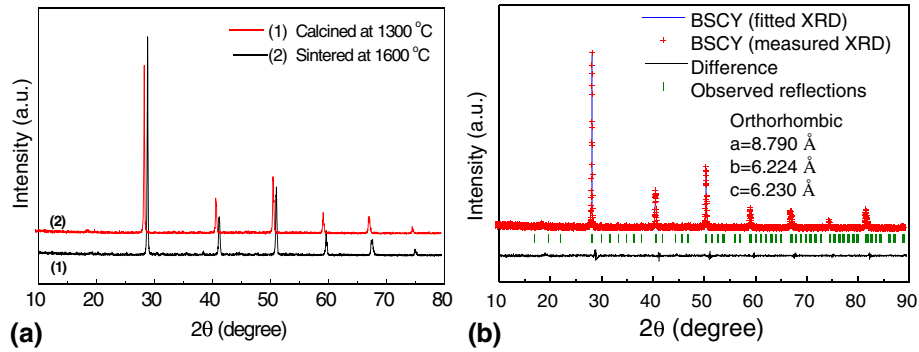 (1) Calcined at 1300 °C
(2) Sintered at 1600 °C
Intensity (a.u.)
(2)
(1)
10 20 30 40 50 60 70 80
2θ (degree)
(a)
BSCY (fitted XRD)
BSCY (measured XRD)
Difference
Observed reflections
Orthorhombic
a=8.790 Å
b=6.224 Å
c=6.230 Å
Intensity (a.u.)
10 20 30 40 50 60 70 80 90
2θ (degree)
(b)